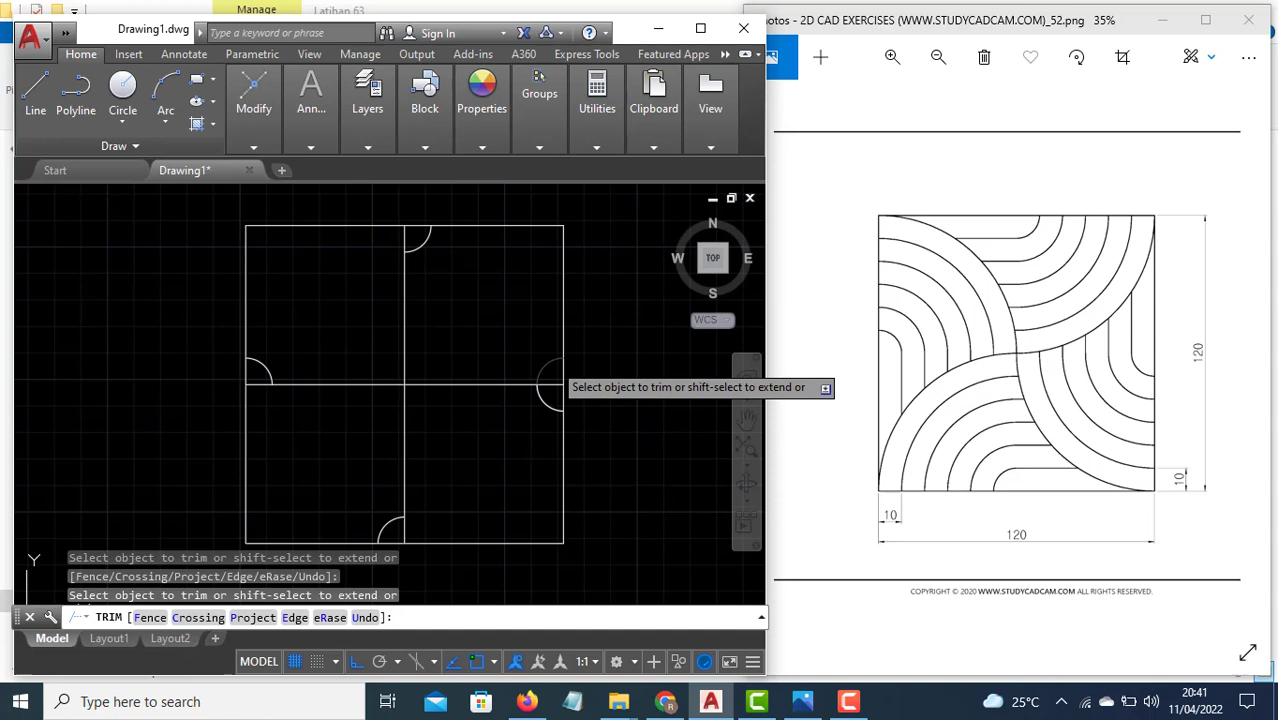 Manage
Latihan 63
Drawing1.dwg
Type a keyword or phrase
Sign In
Home
Insert
Annotate
Parametric
View
Manage
Output
Add-ins
A360
Express Tools
Featured Apps
Line
Polyline
Circle
Arc
Modify
Ann...
Layers
Block
Properties
Groups
Utilities
Clipboard
View
Draw
Start
Drawing1*
N
W
TOP
E
S
WCS
Select object to trim or shift-select to extend or
Y
Select object to trim or shift-select to extend or
[Fence/Crossing/Project/Edge/eRase/Undo]:
Select object to trim or shift-select to extend or
TRIM [Fence Crossing Project Edge eRase Undo]:
Model
Layout1
Layout2
MODEL
1:1
otos - 2D CAD EXERCISES (WWW.STUDYCADCAM.COM)_52.png
35%
120
10
10
120
COPYRIGHT © 2020 WWW.STUDYCADCAM.COM ALL RIGHTS RESERVED.
Type here to search
25°C
20:41
11/04/2022